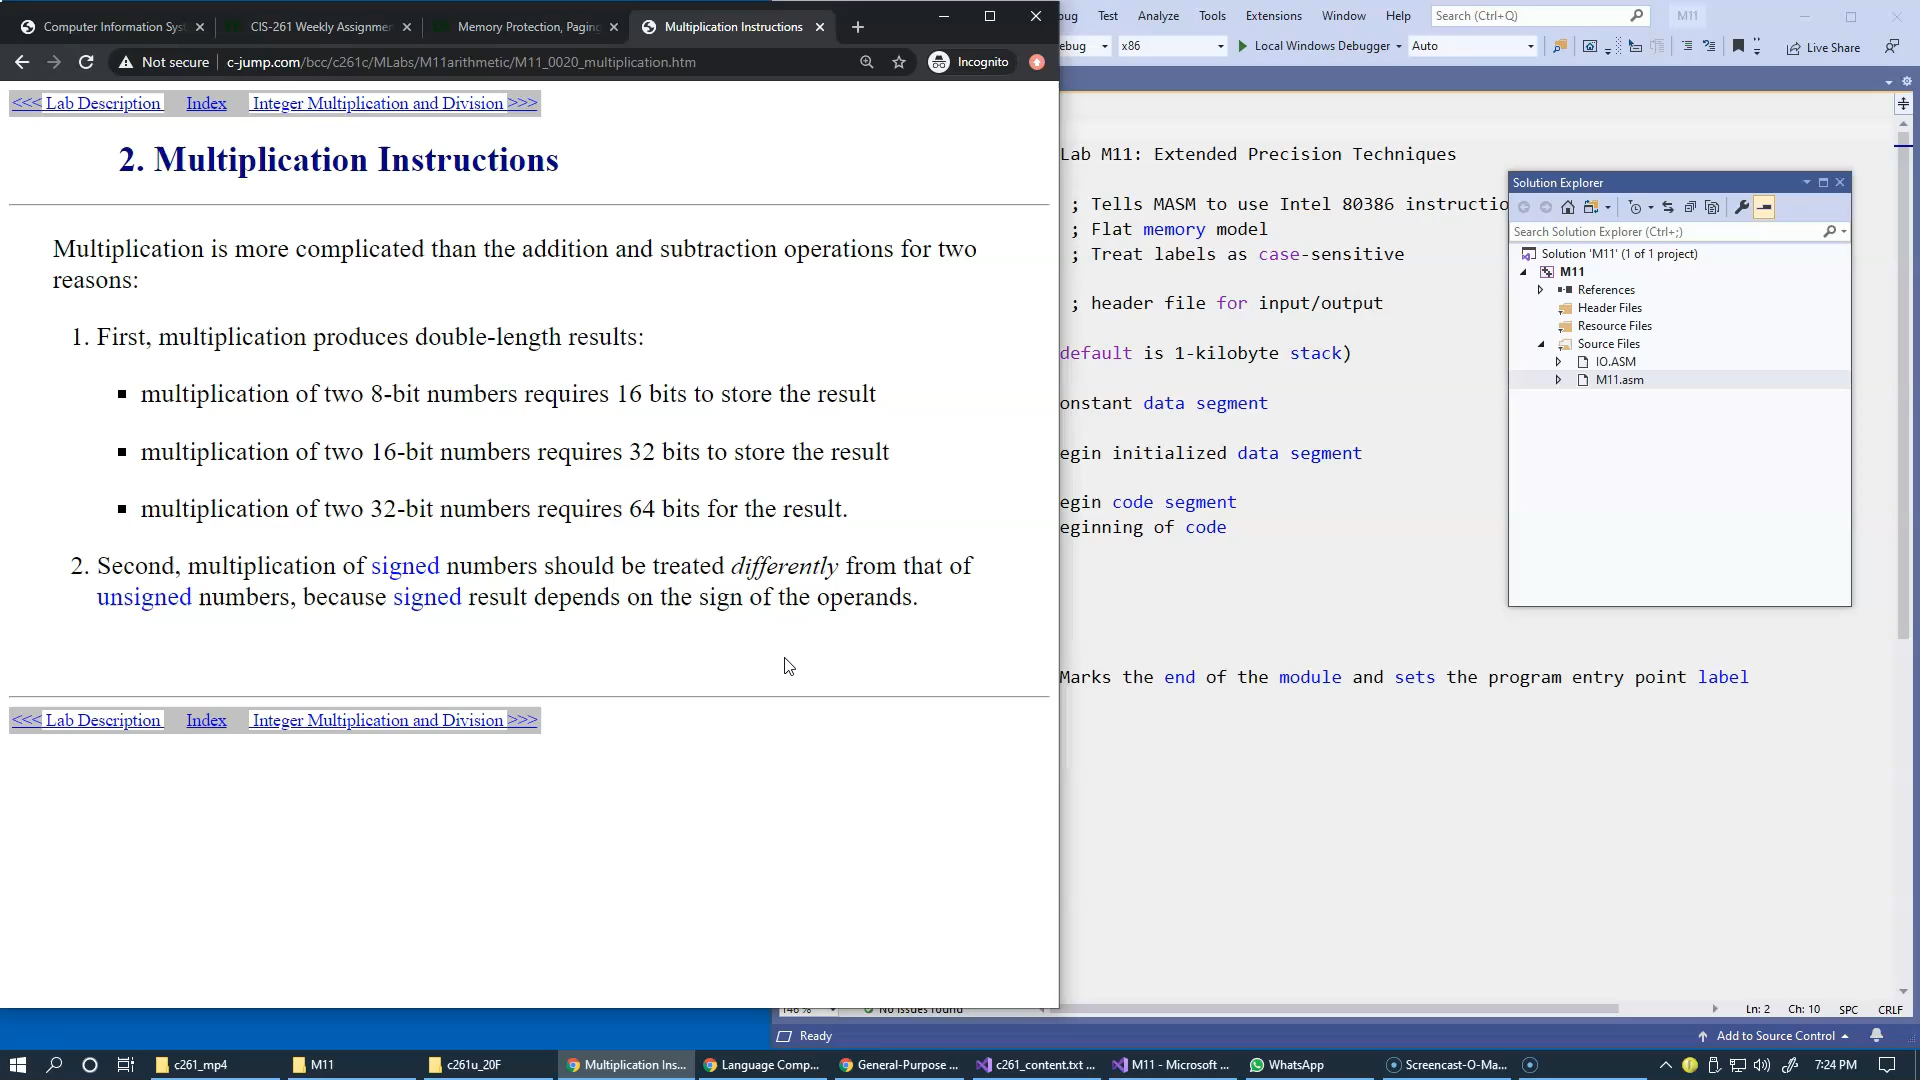 Computer Information Sys
CIS-261 Weekly Assignmen
Memory Protection, Paging
Multiplication Instructions
Not secure
c-jump.com/bcc/c261c/MLabs/M11arithmetic/M11_0020_multiplication.htm
Incognito
<<< Lab Description Index Integer Multiplication and Division >>>
2. Multiplication Instructions
Multiplication is more complicated than the addition and subtraction operations for two
reasons:
1. First, multiplication produces double-length results:
multiplication of two 8-bit numbers requires 16 bits to store the result
multiplication of two 16-bit numbers requires 32 bits to store the result
multiplication of two 32-bit numbers requires 64 bits for the result.
2. Second, multiplication of signed numbers should be treated differently from that of
unsigned numbers, because signed result depends on the sign of the operands.
<<< Lab Description Index Integer Multiplication and Division >>>
bug Test Analyze Tools Extensions Window Help Search (Ctrl+Q) M11
ebug x86 Local Windows Debugger Auto Live Share
Lab M11: Extended Precision Techniques
; Tells MASM to use Intel 80386 instructio
; Flat memory model
; Treat labels as case-sensitive
; header file for input/output
default is 1-kilobyte stack)
onstant data segment
egin initialized data segment
egin code segment
eginning of code
Marks the end of the module and sets the program entry point label
Solution Explorer
Search Solution Explorer (Ctrl+;)
Solution 'M11' (1 of 1 project)
M11
References
Header Files
Resource Files
Source Files
IO.ASM
M11.asm
146 % No issues found Ln: 2 Ch: 10 SPC CRLF
Ready Add to Source Control
c261_mp4 M11 c261u_20F Multiplication Ins... Language Comp... General-Purpose ... c261_content.txt ... M11 - Microsoft ... WhatsApp Screencast-O-Ma... 7:24 PM